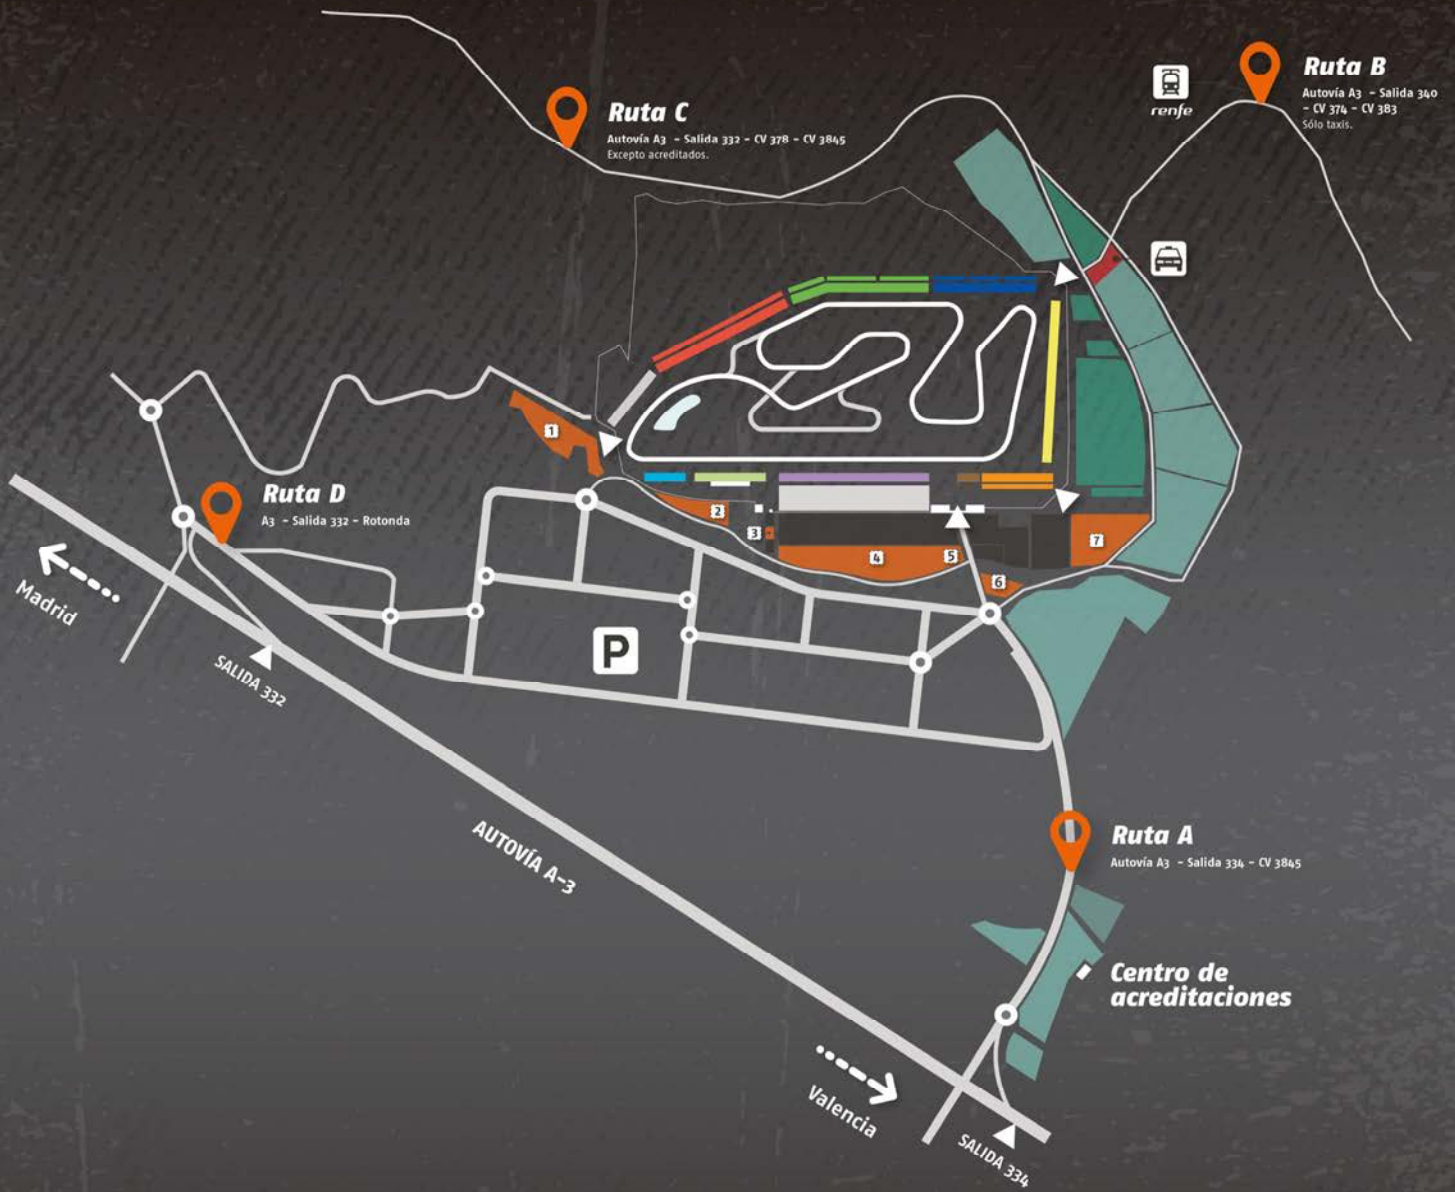 Ruta B
Autovía A3 - Salida 340
- CV 374 - CV 383
Sólo taxis.
renfe
Ruta C
Autovía A3 - Salida 332 - CV 378 - CV 3845
Excepto acreditados.
1
Ruta D
A3 - Salida 332 - Rotonda
2
3
4
5
6
7
Madrid
SALIDA 332
P
AUTOVÍA A-3
Ruta A
Autovía A3 - Salida 334 - CV 3845
Centro de
acreditaciones
Valencia
SALIDA 334